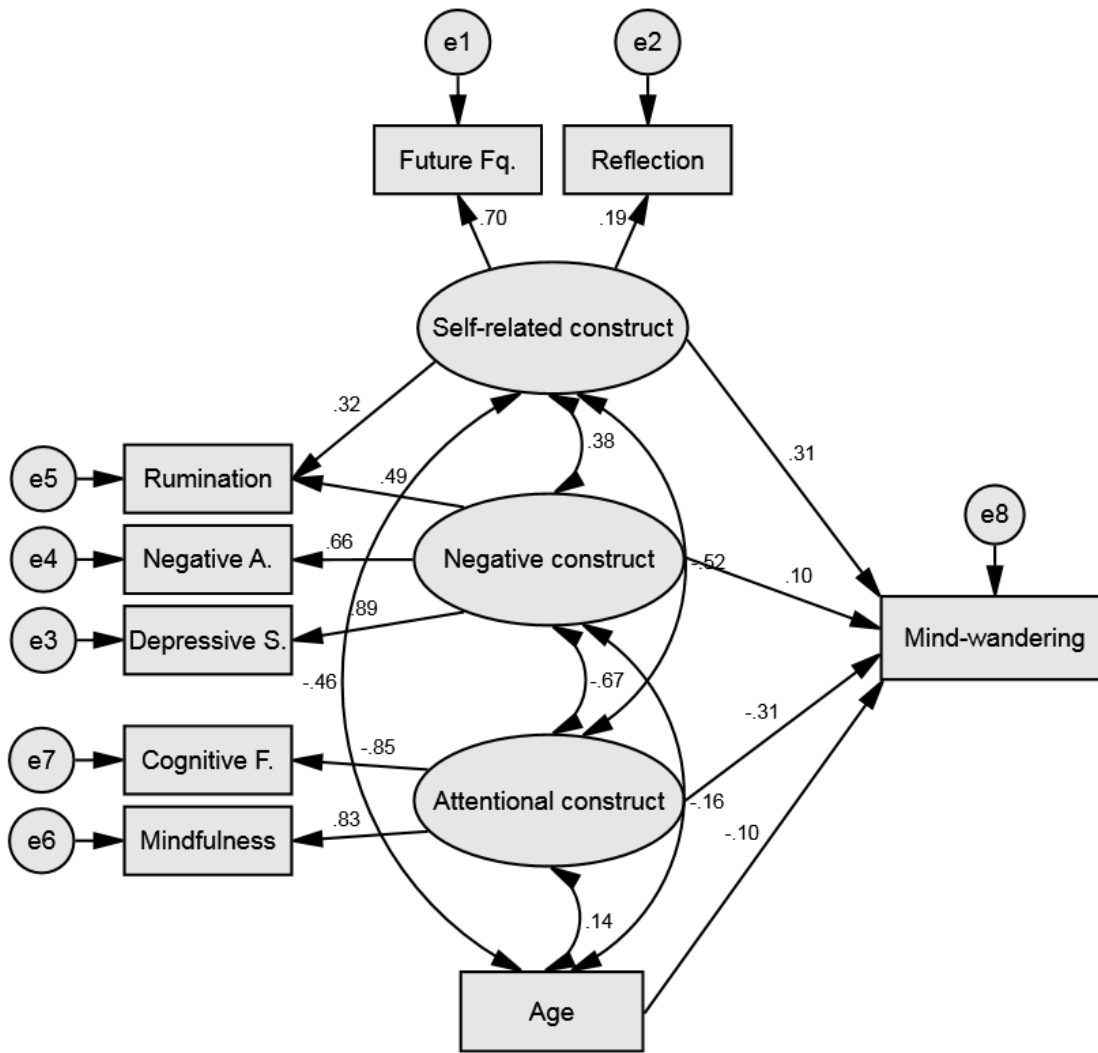 e1
e2
Future Fq.
Reflection
.70
.19
Self-related construct
.32
.38
.31
e5
Rumination
.49
e8
e4
Negative A.
.66
Negative construct
-.52
.10
e3
Depressive S.
.89
Mind-wandering
-.46
-.67
-.31
e7
Cognitive F.
-.85
Attentional construct
-.16
e6
Mindfulness
.83
-.10
.14
Age